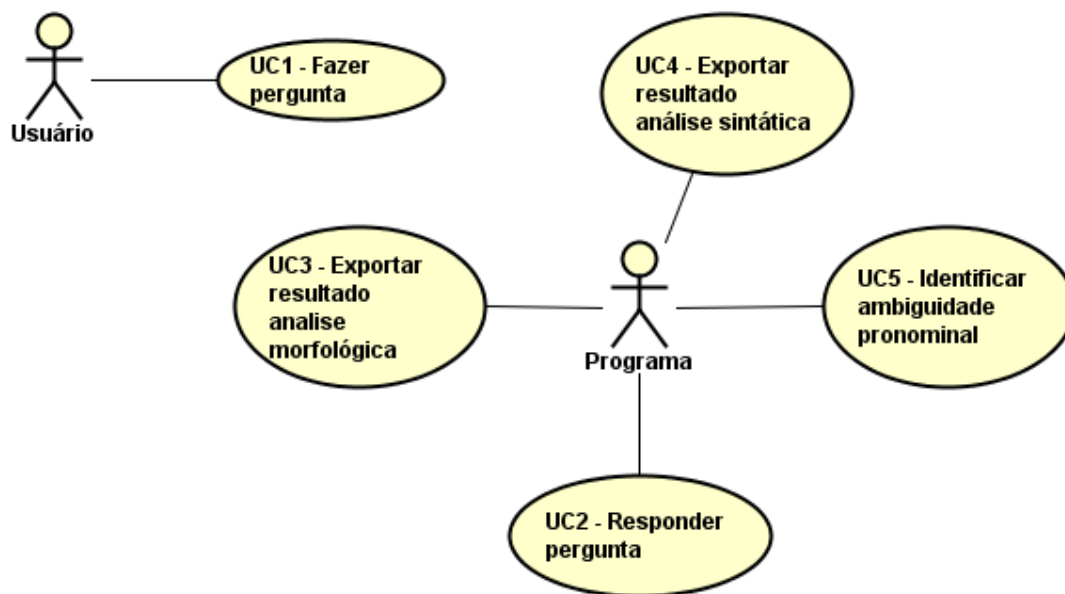 UC1 - Fazer
pergunta
Usuário
UC4 - Exportar
resultado
análise sintática
UC3 - Exportar
resultado
analise
morfológica
UC5 - Identificar
ambiguidade
pronominal
Programa
UC2 - Responder
pergunta